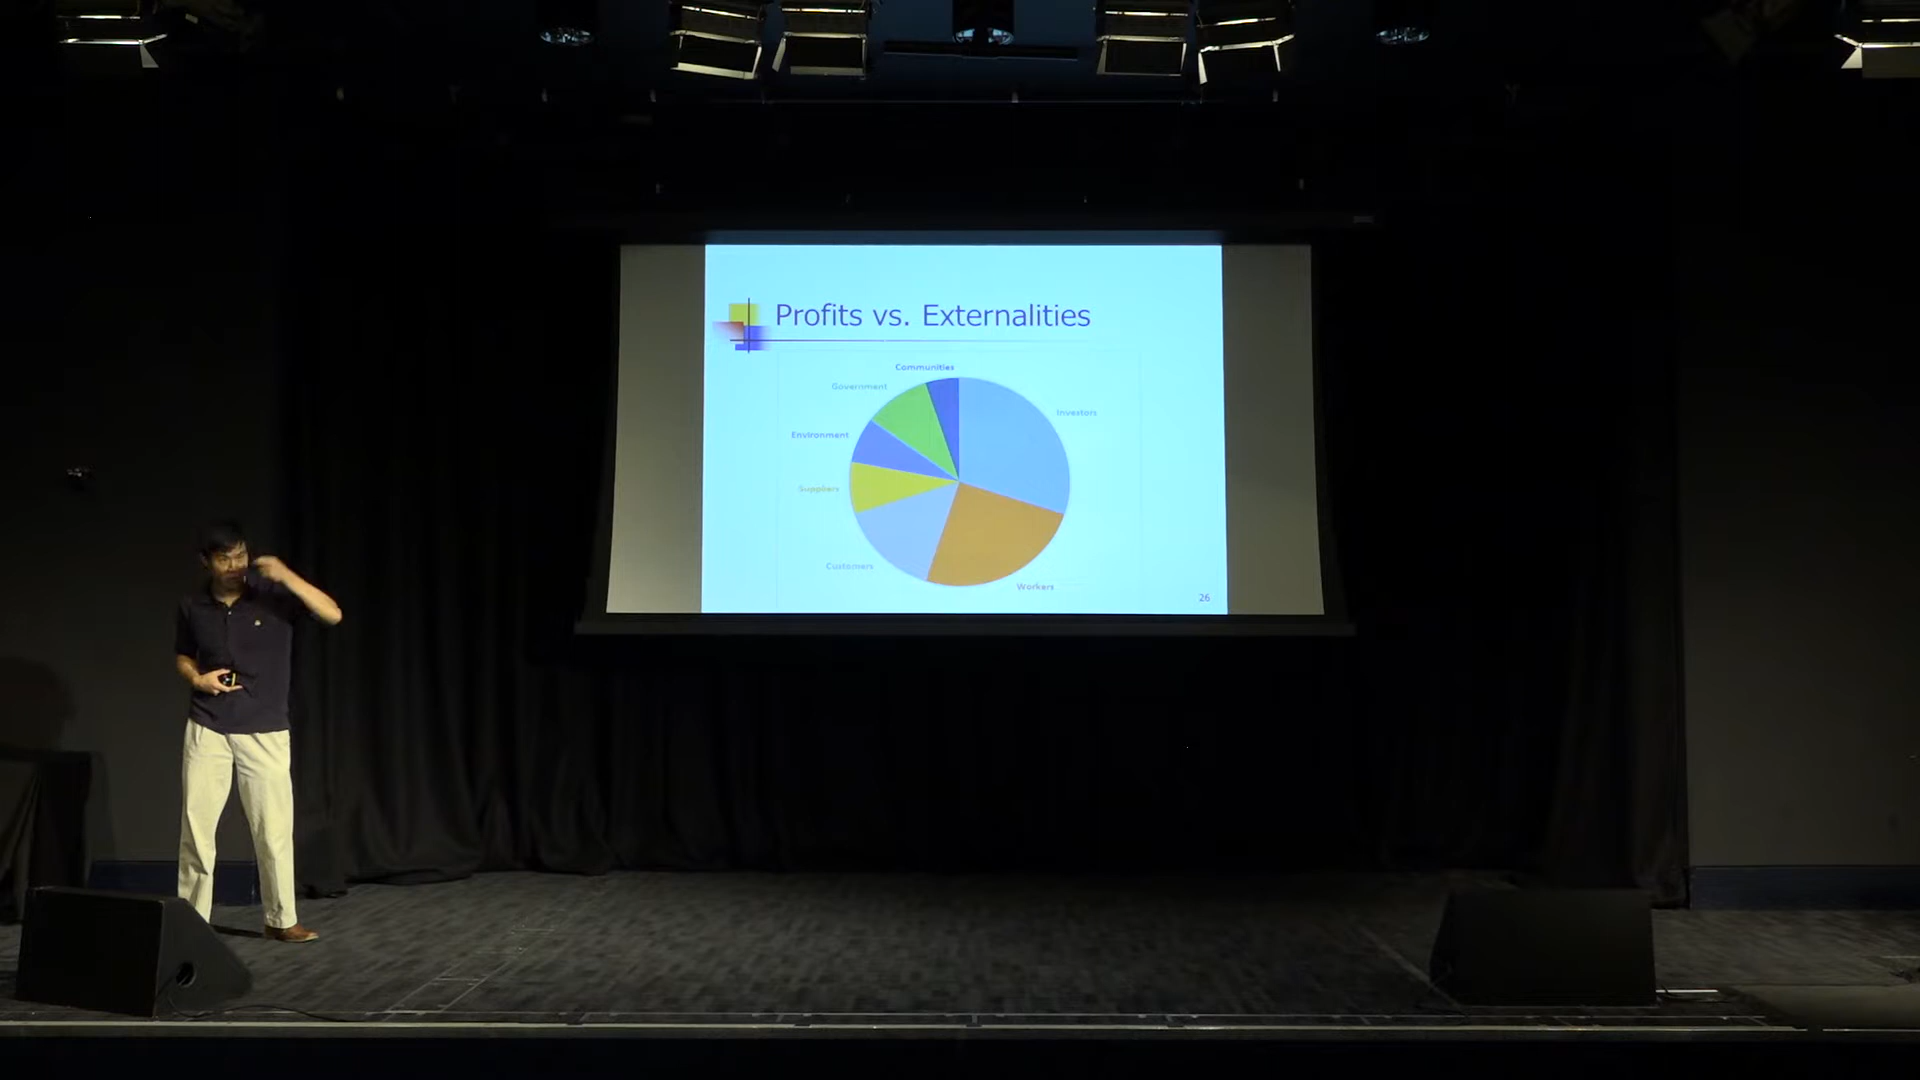 Profits vs. Externalities
Communities
Government
Investors
Environment
Suppliers
Customers
Workers
26